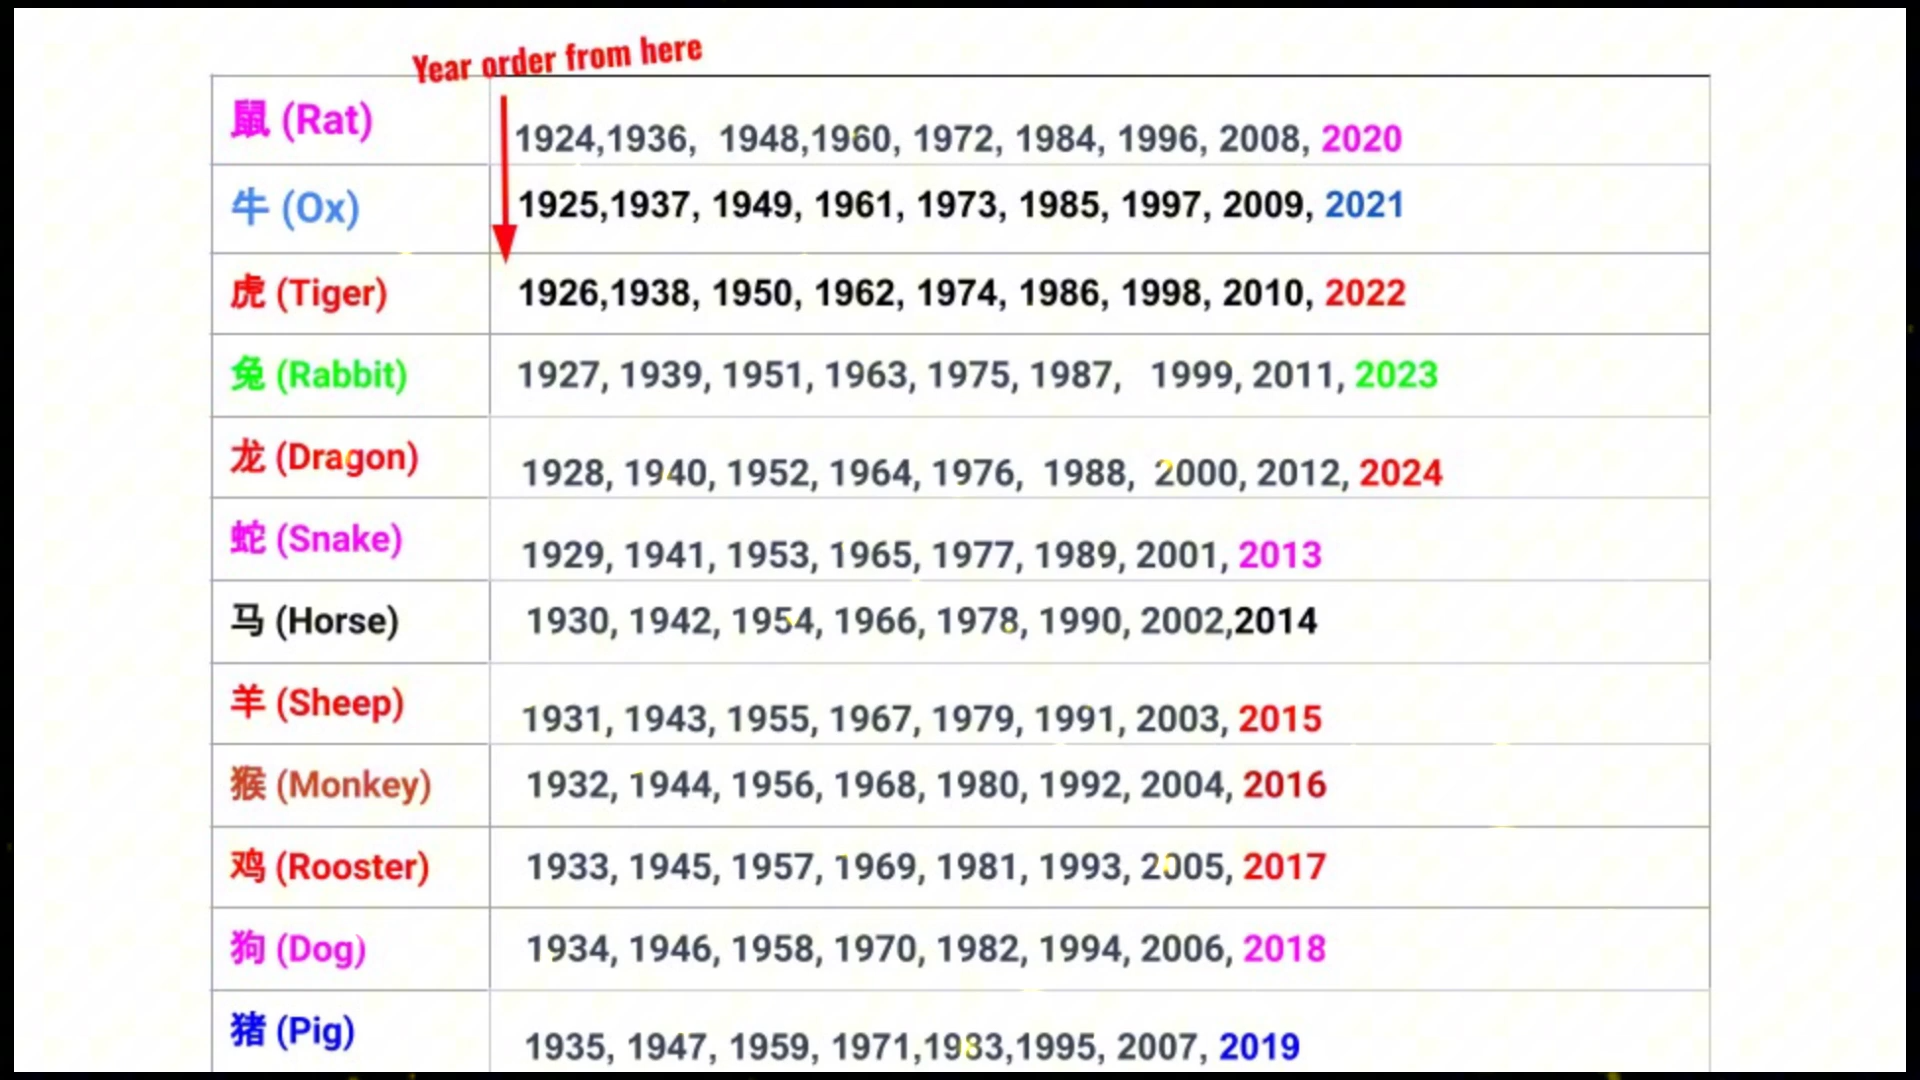 Year order from here
鼠 (Rat)
1924,1936, 1948,1960, 1972, 1984, 1996, 2008, 2020
牛 (Ox)
1925,1937, 1949, 1961, 1973, 1985, 1997, 2009, 2021
虎 (Tiger)
1926,1938, 1950, 1962, 1974, 1986, 1998, 2010, 2022
兔 (Rabbit)
1927, 1939, 1951, 1963, 1975, 1987, 1999, 2011, 2023
龙 (Dragon)
1928, 1940, 1952, 1964, 1976, 1988, 2000, 2012, 2024
蛇 (Snake)
1929, 1941, 1953, 1965, 1977, 1989, 2001, 2013
马 (Horse)
1930, 1942, 1954, 1966, 1978, 1990, 2002,2014
羊 (Sheep)
1931, 1943, 1955, 1967, 1979, 1991, 2003, 2015
猴 (Monkey)
1932, 1944, 1956, 1968, 1980, 1992, 2004, 2016
鸡 (Rooster)
1933, 1945, 1957, 1969, 1981, 1993, 2005, 2017
狗 (Dog)
1934, 1946, 1958, 1970, 1982, 1994, 2006, 2018
猪 (Pig)
1935, 1947, 1959, 1971,1983,1995, 2007, 2019